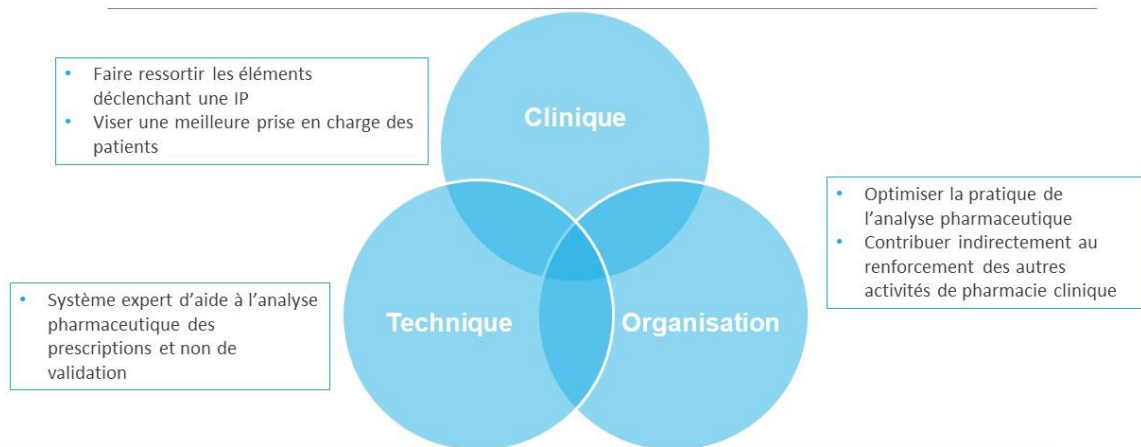 • Faire ressortir les éléments
déclenchant une IP
• Viser une meilleure prise en charge des
patients
Clinique
• Optimiser la pratique de
l'analyse pharmaceutique
• Contribuer indirectement au
renforcement des autres
activités de pharmacie clinique
• Système expert d'aide à l'analyse
pharmaceutique des
prescriptions et non de
validation
Technique
Organisation